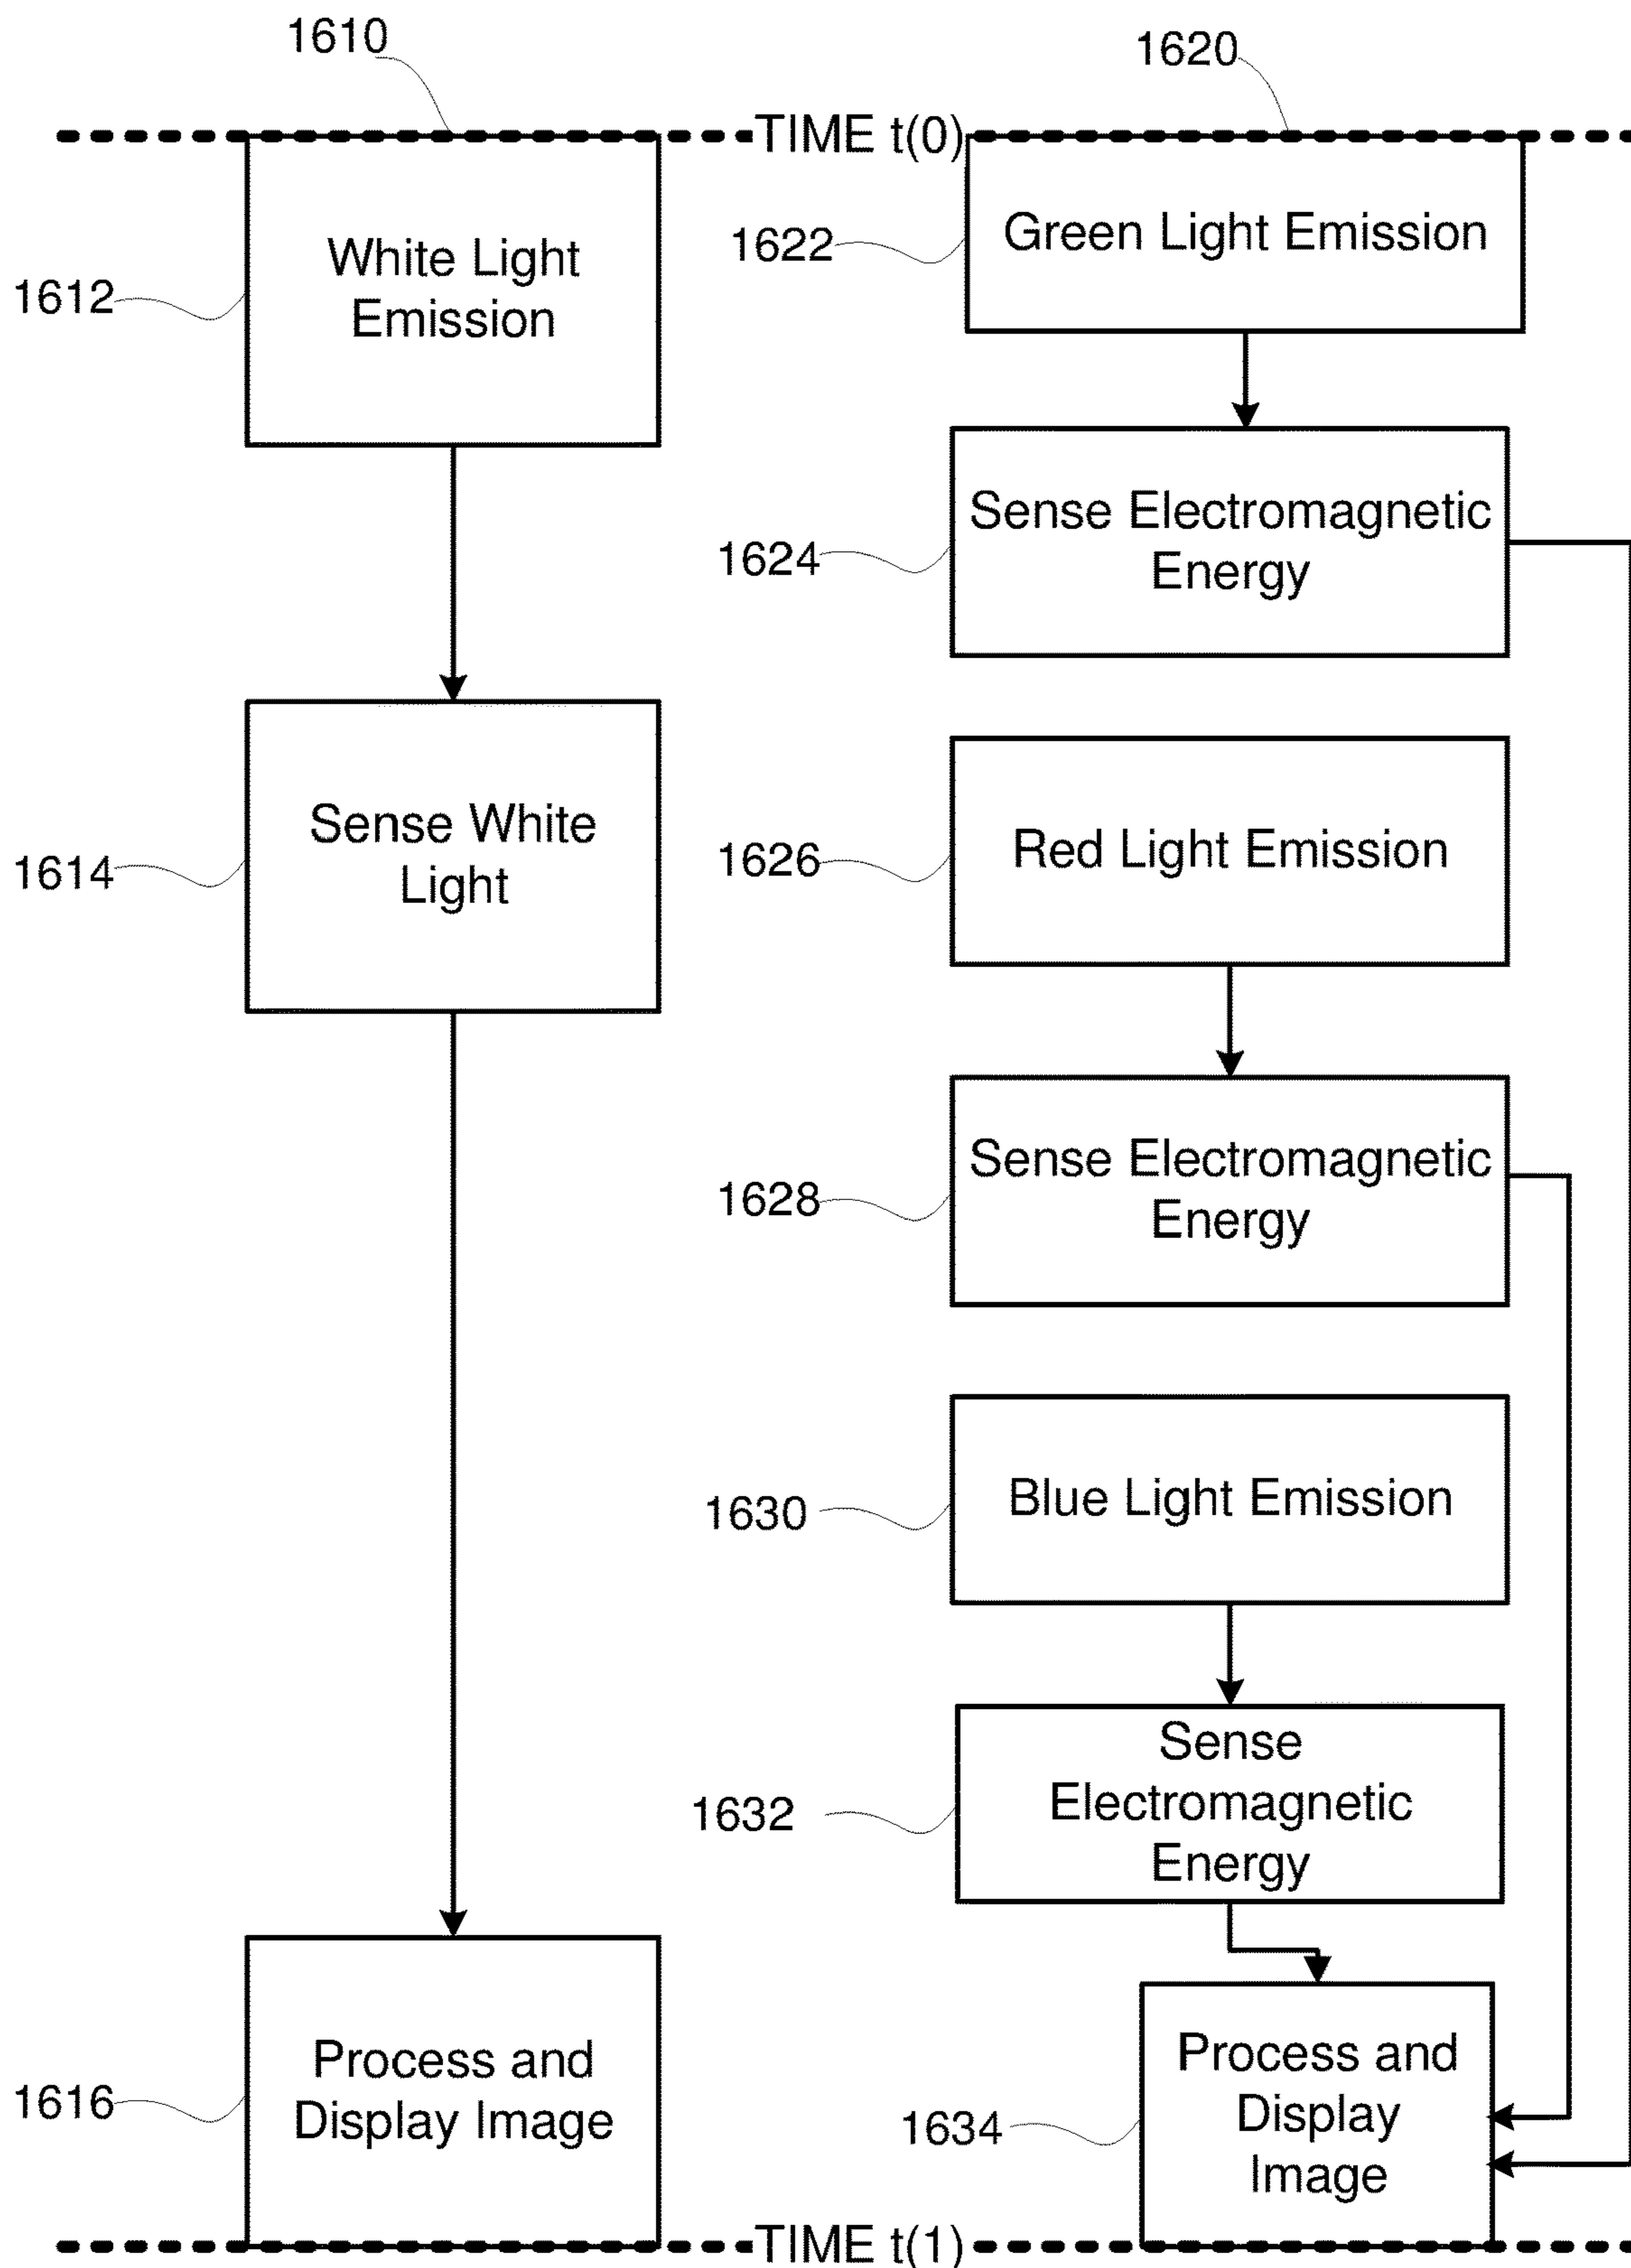 1610
1620
TIME t(0)
1612
White Light
Emission
1622
Green Light Emission
1624
Sense Electromagnetic
Energy
1614
Sense White
Light
1626
Red Light Emission
1628
Sense Electromagnetic
Energy
1630
Blue Light Emission
1632
Sense
Electromagnetic
Energy
1616
Process and
Display Image
1634
Process and
Display
Image
TIME t(1)